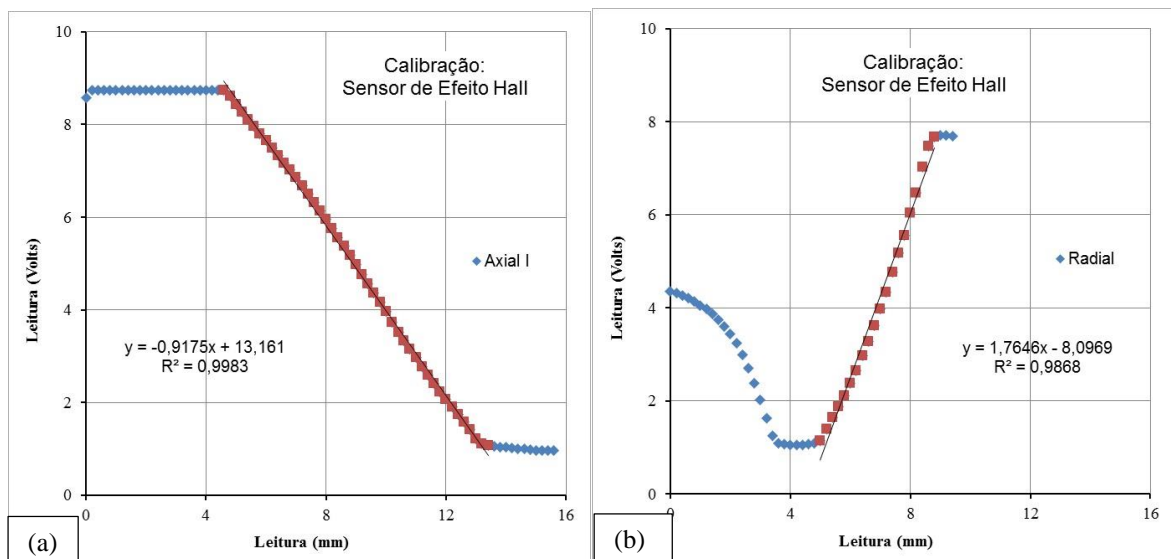 Calibração:
Sensor de Efeito Hall
Leitura (Volts)
10
8
6
4
2
0
Axial I
y = -0,9175x + 13,161
R² = 0,9983
0 4 8 12 16
Leitura (mm)
(a)
Calibração:
Sensor de Efeito Hall
Leitura (Volts)
10
8
6
4
2
0
Radial
y = 1,7646x - 8,0969
R² = 0,9868
0 4 8 12 16
Leitura (mm)
(b)